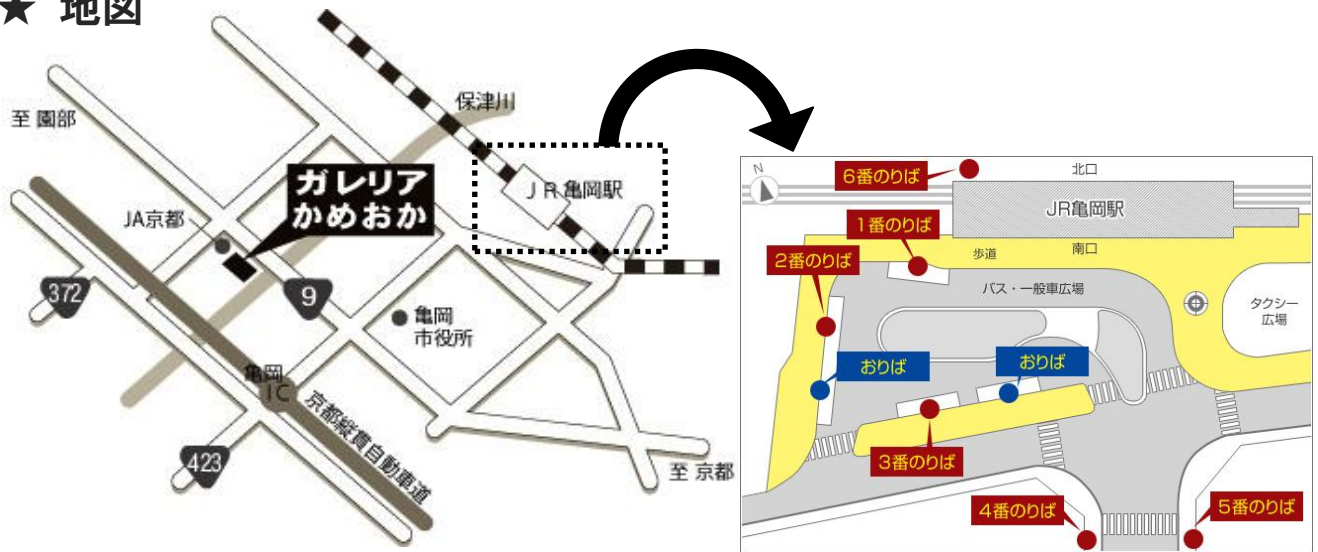 ★ 地図
保津川
至 園部
JR亀岡駅
ガレリア
かめおか
JA京都
372
9
亀岡
市役所
亀岡
IC
京都縦貫自動車道
423
至 京都
N
6番のりば
北口
JR亀岡駅
1番のりば
南口
歩道
2番のりば
バス・一般車広場
タクシー
広場
おりば
おりば
3番のりば
4番のりば
5番のりば